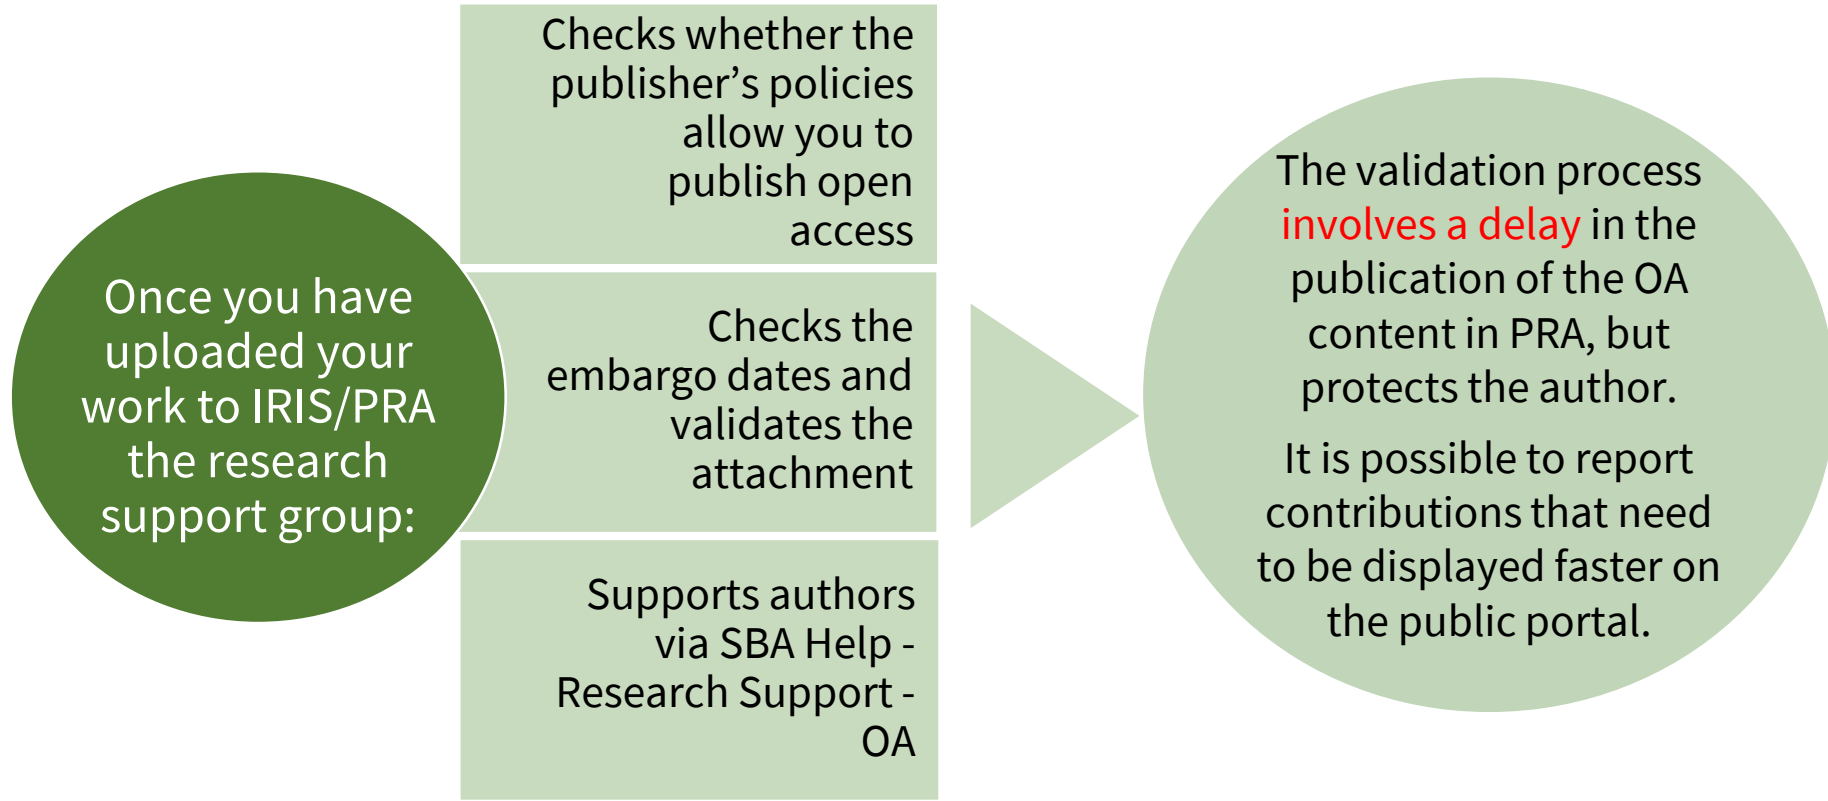 Once you have
uploaded your
work to IRIS/PRA
the research
support group:
Checks whether the
publisher’s policies
allow you to
publish open
access
Checks the
embargo dates and
validates the
attachment
Supports authors
via SBA Help -
Research Support -
OA
The validation process
involves a delay in the
publication of the OA
content in PRA, but
protects the author.
It is possible to report
contributions that need
to be displayed faster on
the public portal.